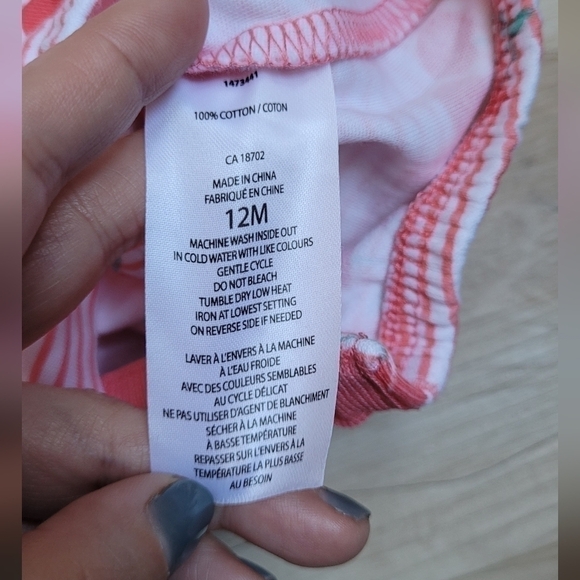 1473441
100% COTTON / COTON
CA 18702
MADE IN CHINA
FABRIQUÉ EN CHINE
12M
MACHINE WASH INSIDE OUT
IN COLD WATER WITH LIKE COLOURS
GENTLE CYCLE
DO NOT BLEACH
TUMBLE DRY LOW HEAT
IRON AT LOWEST SETTING
ON REVERSE SIDE IF NEEDED
LAVER À L'ENVERS À LA MACHINE
À L'EAU FROIDE
AVEC DES COULEURS SEMBLABLES
AU CYCLE DÉLICAT
NE PAS UTILISER D'AGENT DE BLANCHIMENT
SÉCHER À LA MACHINE
À BASSE TEMPÉRATURE
REPASSER SUR L'ENVERS À LA
TEMPÉRATURE LA PLUS BASSE
AU BESOIN